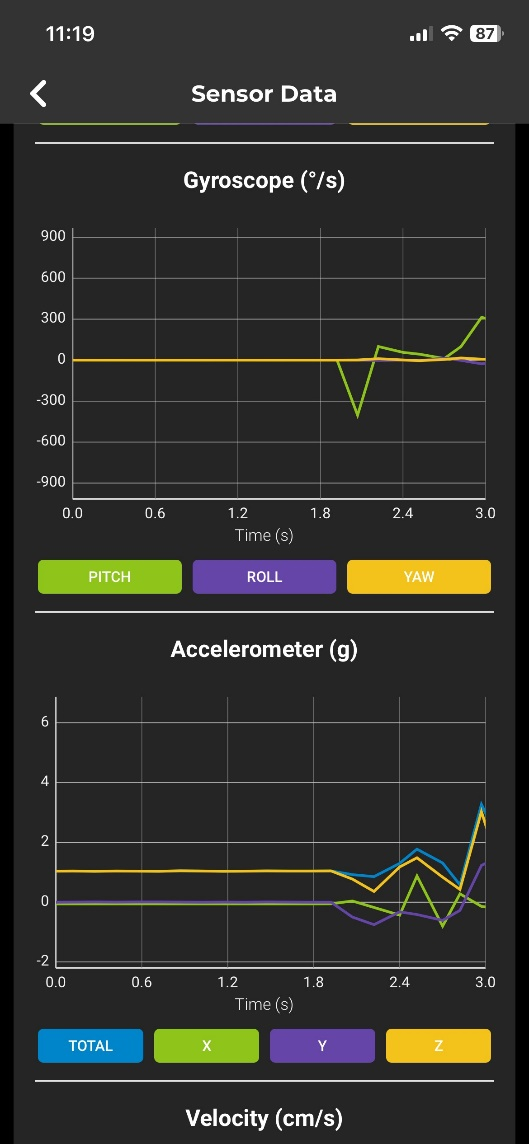 11:19 87
Sensor Data
Gyroscope (°/s)
900
600
300
0
-300
-600
-900
0.0 0.6 1.2 1.8 2.4 3.0
Time (s)
PITCH ROLL YAW
Accelerometer (g)
6
4
2
0
-2
0.0 0.6 1.2 1.8 2.4 3.0
Time (s)
TOTAL X Y Z
Velocity (cm/s)